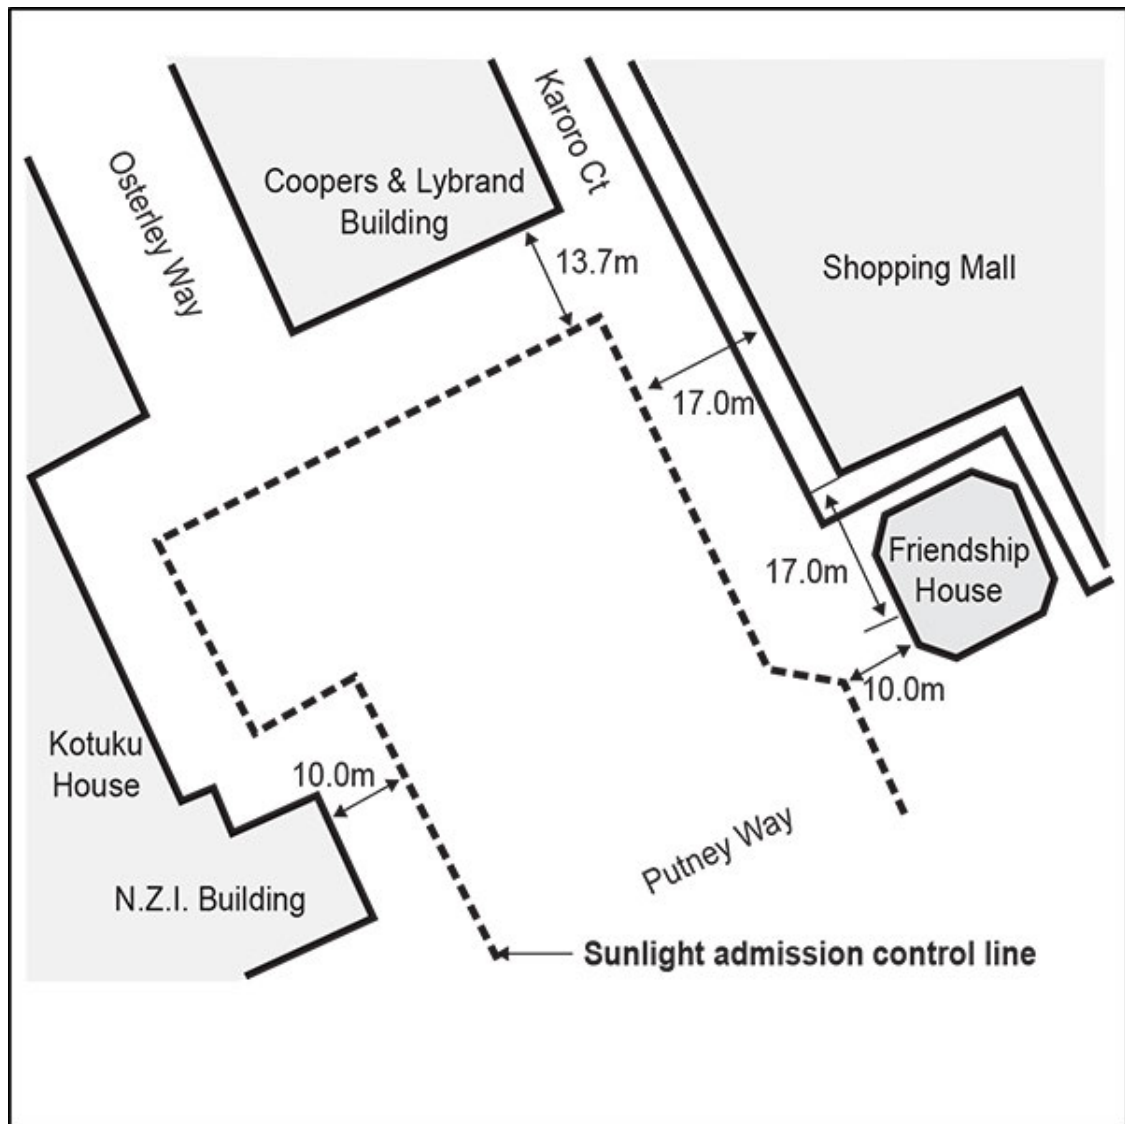 Karoro Ct
Osterley Way
Coopers & Lybrand
Building
13.7m
Shopping Mall
17.0m
Friendship
House
17.0m
10.0m
Kotuku
House
10.0m
Putney Way
N.Z.I. Building
Sunlight admission control line